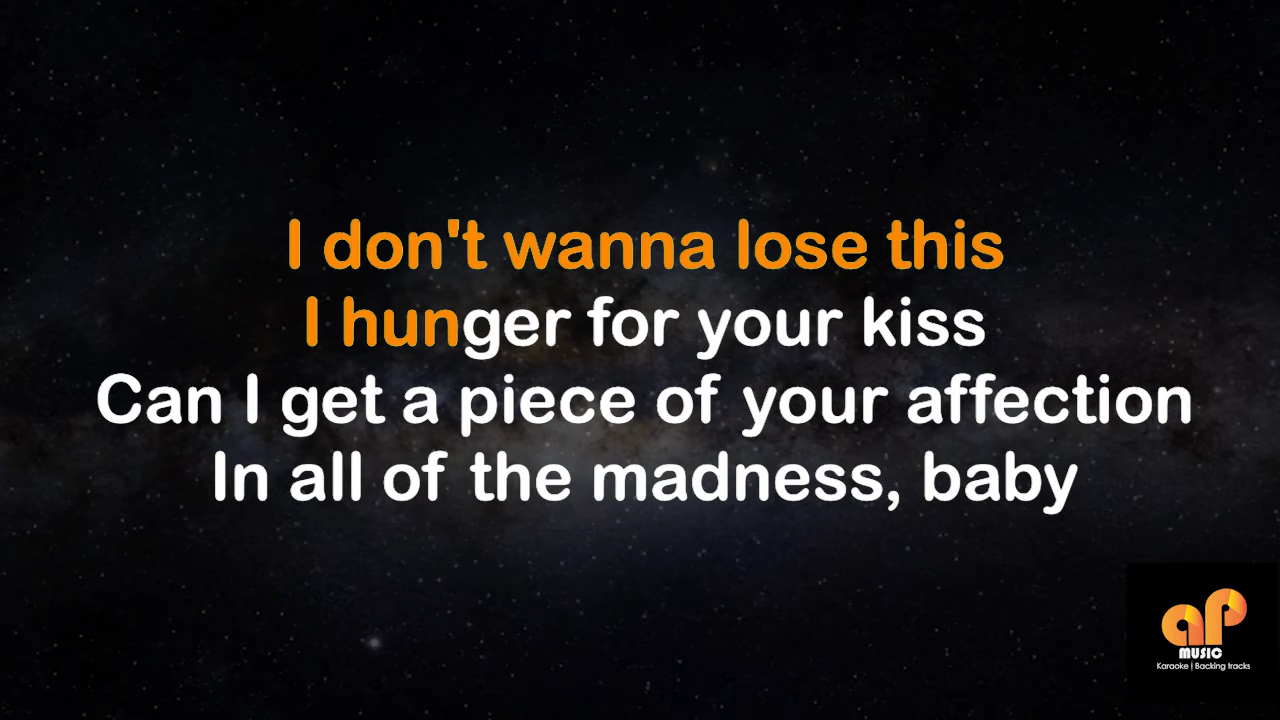 I don't wanna lose this
I hunger for your kiss
Can I get a piece of your affection
In all of the madness, baby
ap
MUSIC
Karaoke | Backing tracks